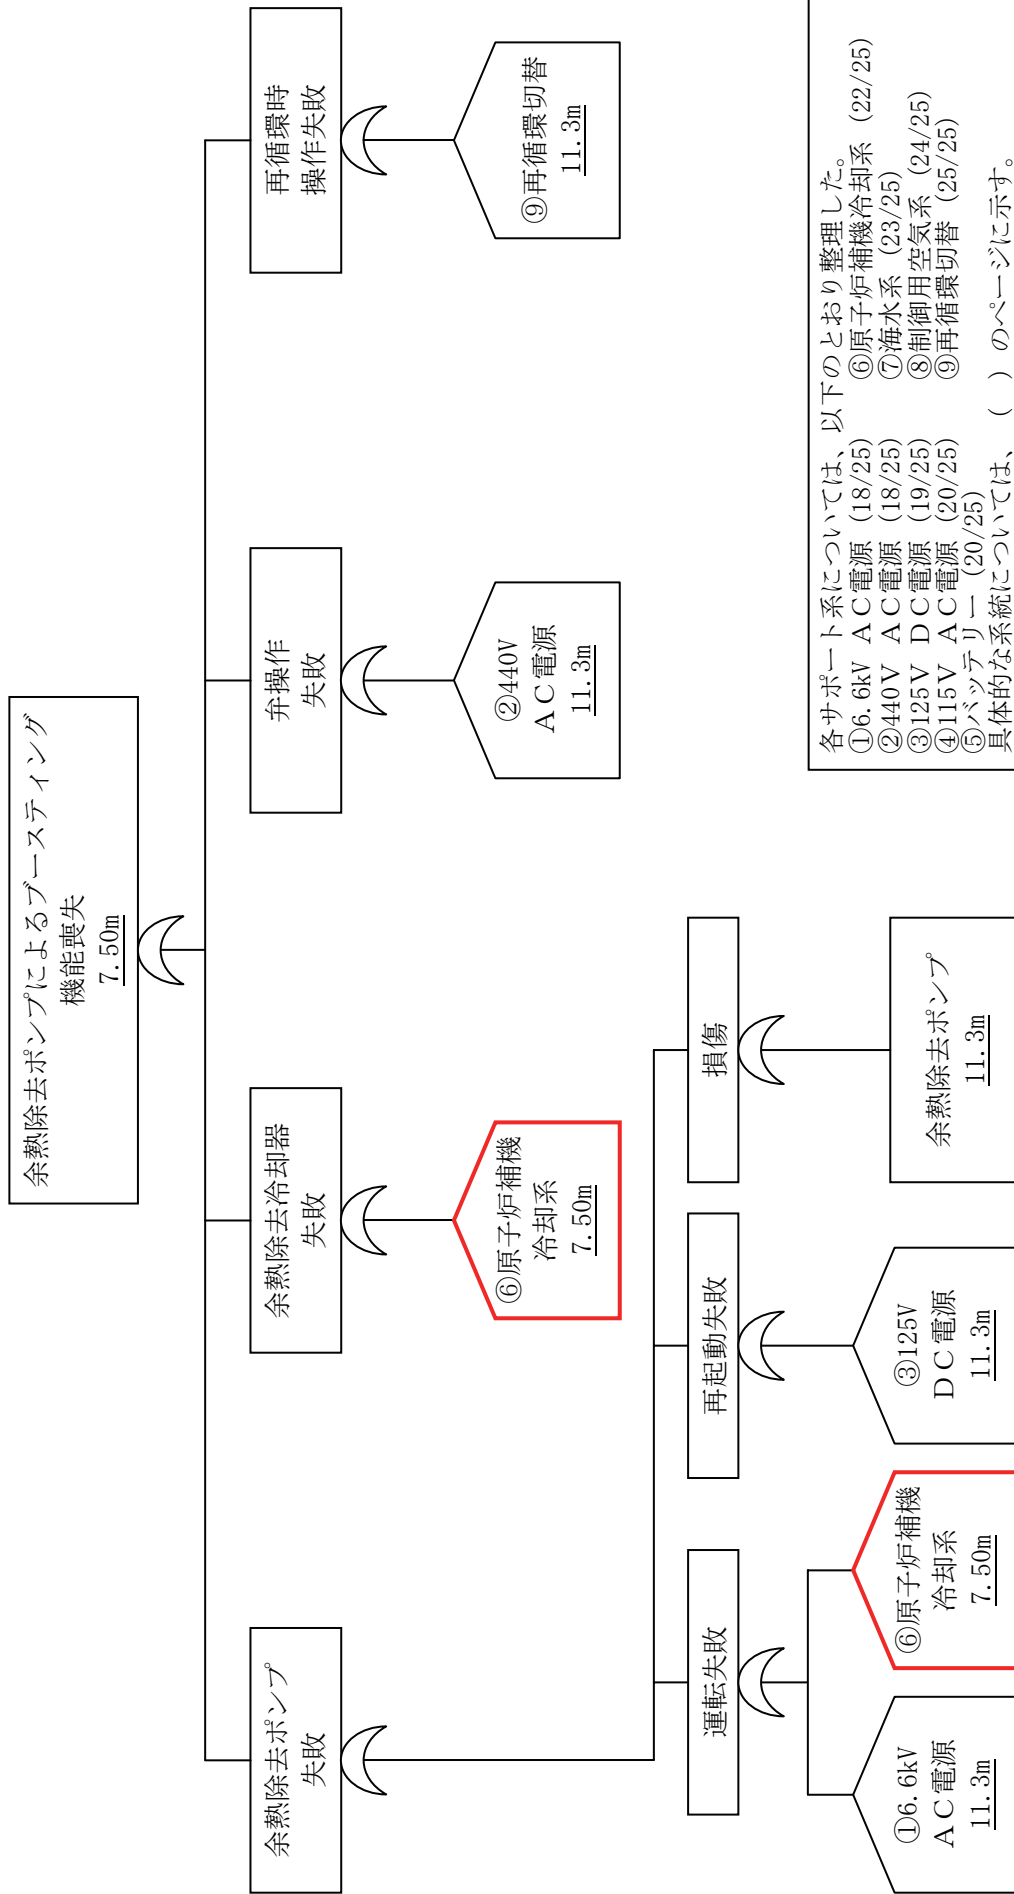 余熱除去ポンプによるブースティング
機能喪失
7.50m
余熱除去ポンプ
失敗
余熱除去冷却器
失敗
弁操作
失敗
再循環時
操作失敗
⑥原子炉補機
冷却系
7.50m
②440V
ＡＣ電源
11.3m
⑨再循環切替
11.3m
運転失敗
再起動失敗
損傷
①6.6kV
ＡＣ電源
11.3m
⑥原子炉補機
冷却系
7.50m
③125V
ＤＣ電源
11.3m
余熱除去ポンプ
11.3m
各サポート系については、以下のとおり整理した。
①6.6kV ＡＣ電源 (18/25) ⑥原子炉補機冷却系 (22/25)
②440V ＡＣ電源 (18/25) ⑦海水系 (23/25)
③125V ＤＣ電源 (19/25) ⑧制御用空気系 (24/25)
④115V ＡＣ電源 (20/25) ⑨再循環切替 (25/25)
⑤バッテリー (20/25)
具体的な系統については、（ ）のページに示す。